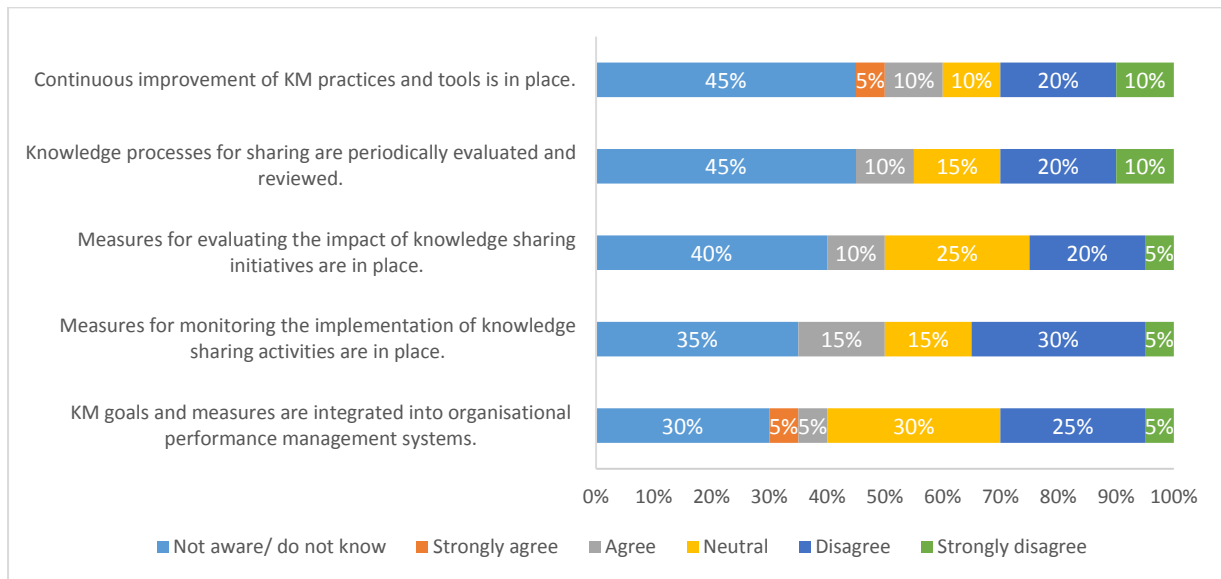 Continuous improvement of KM practices and tools is in place.
45% 5% 10% 10% 20% 10%
Knowledge processes for sharing are periodically evaluated and
reviewed.
45% 10% 15% 20% 10%
Measures for evaluating the impact of knowledge sharing
initiatives are in place.
40% 10% 25% 20% 5%
Measures for monitoring the implementation of knowledge
sharing activities are in place.
35% 15% 15% 30% 5%
KM goals and measures are integrated into organisational
performance management systems.
30% 5% 5% 30% 25% 5%
0% 10% 20% 30% 40% 50% 60% 70% 80% 90% 100%
Not aware/ do not know Strongly agree Agree Neutral Disagree Strongly disagree